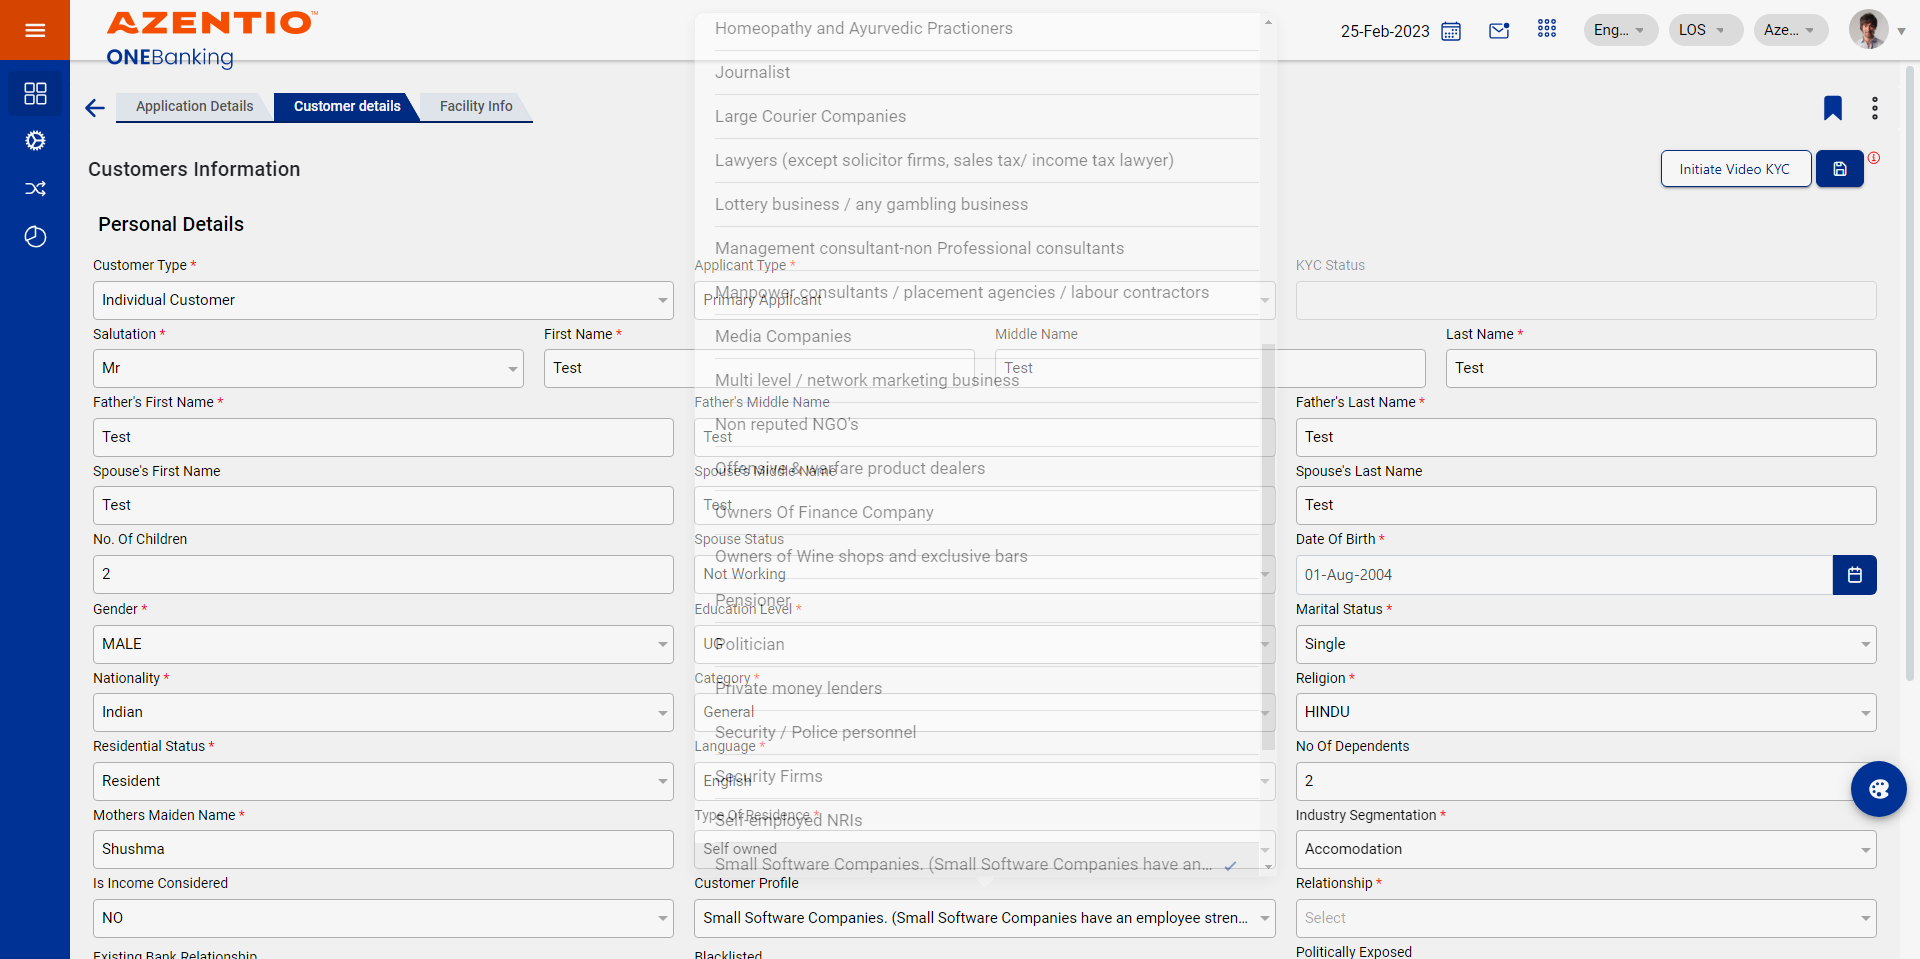 AZENTIO™
ONEBanking
25-Feb-2023
Eng...
LOS
Aze...
Application Details
Customer details
Facility Info
Customers Information
Initiate Video KYC
Personal Details
Homeopathy and Ayurvedic Practioners
Journalist
Large Courier Companies
Lawyers (except solicitor firms, sales tax/ income tax lawyer)
Lottery business / any gambling business
Management consultant-non Professional consultants
Manpower consultants / placement agencies / labour contractors
Media Companies
Multi level / network marketing business
Non reputed NGO's
Offensive & warfare product dealers
Owners Of Finance Company
Owners of Wine shops and exclusive bars
Pensioner
Politician
Private money lenders
Security / Police personnel
Security Firms
Self-employed NRIs
Small Software Companies. (Small Software Companies have an...
Customer Type *
Applicant Type *
KYC Status
Individual Customer
Primary Applicant
Salutation *
First Name *
Middle Name
Last Name *
Mr
Test
Test
Test
Father's First Name *
Father's Middle Name
Father's Last Name *
Test
Test
Test
Spouse's First Name
Spouse's Middle Name
Spouse's Last Name
Test
Test
Test
No. Of Children
Spouse Status
Date Of Birth *
2
Not Working
01-Aug-2004
Gender *
Education Level *
Marital Status *
MALE
UG
Single
Nationality *
Category *
Religion *
Indian
General
HINDU
Residential Status *
Language *
No Of Dependents
Resident
English
2
Mothers Maiden Name *
Type Of Residence *
Industry Segmentation *
Shushma
Self owned
Accomodation
Is Income Considered
Customer Profile
Relationship *
NO
Small Software Companies. (Small Software Companies have an employee stren...
Select
Existing Bank Relationship
Blacklisted
Politically Exposed